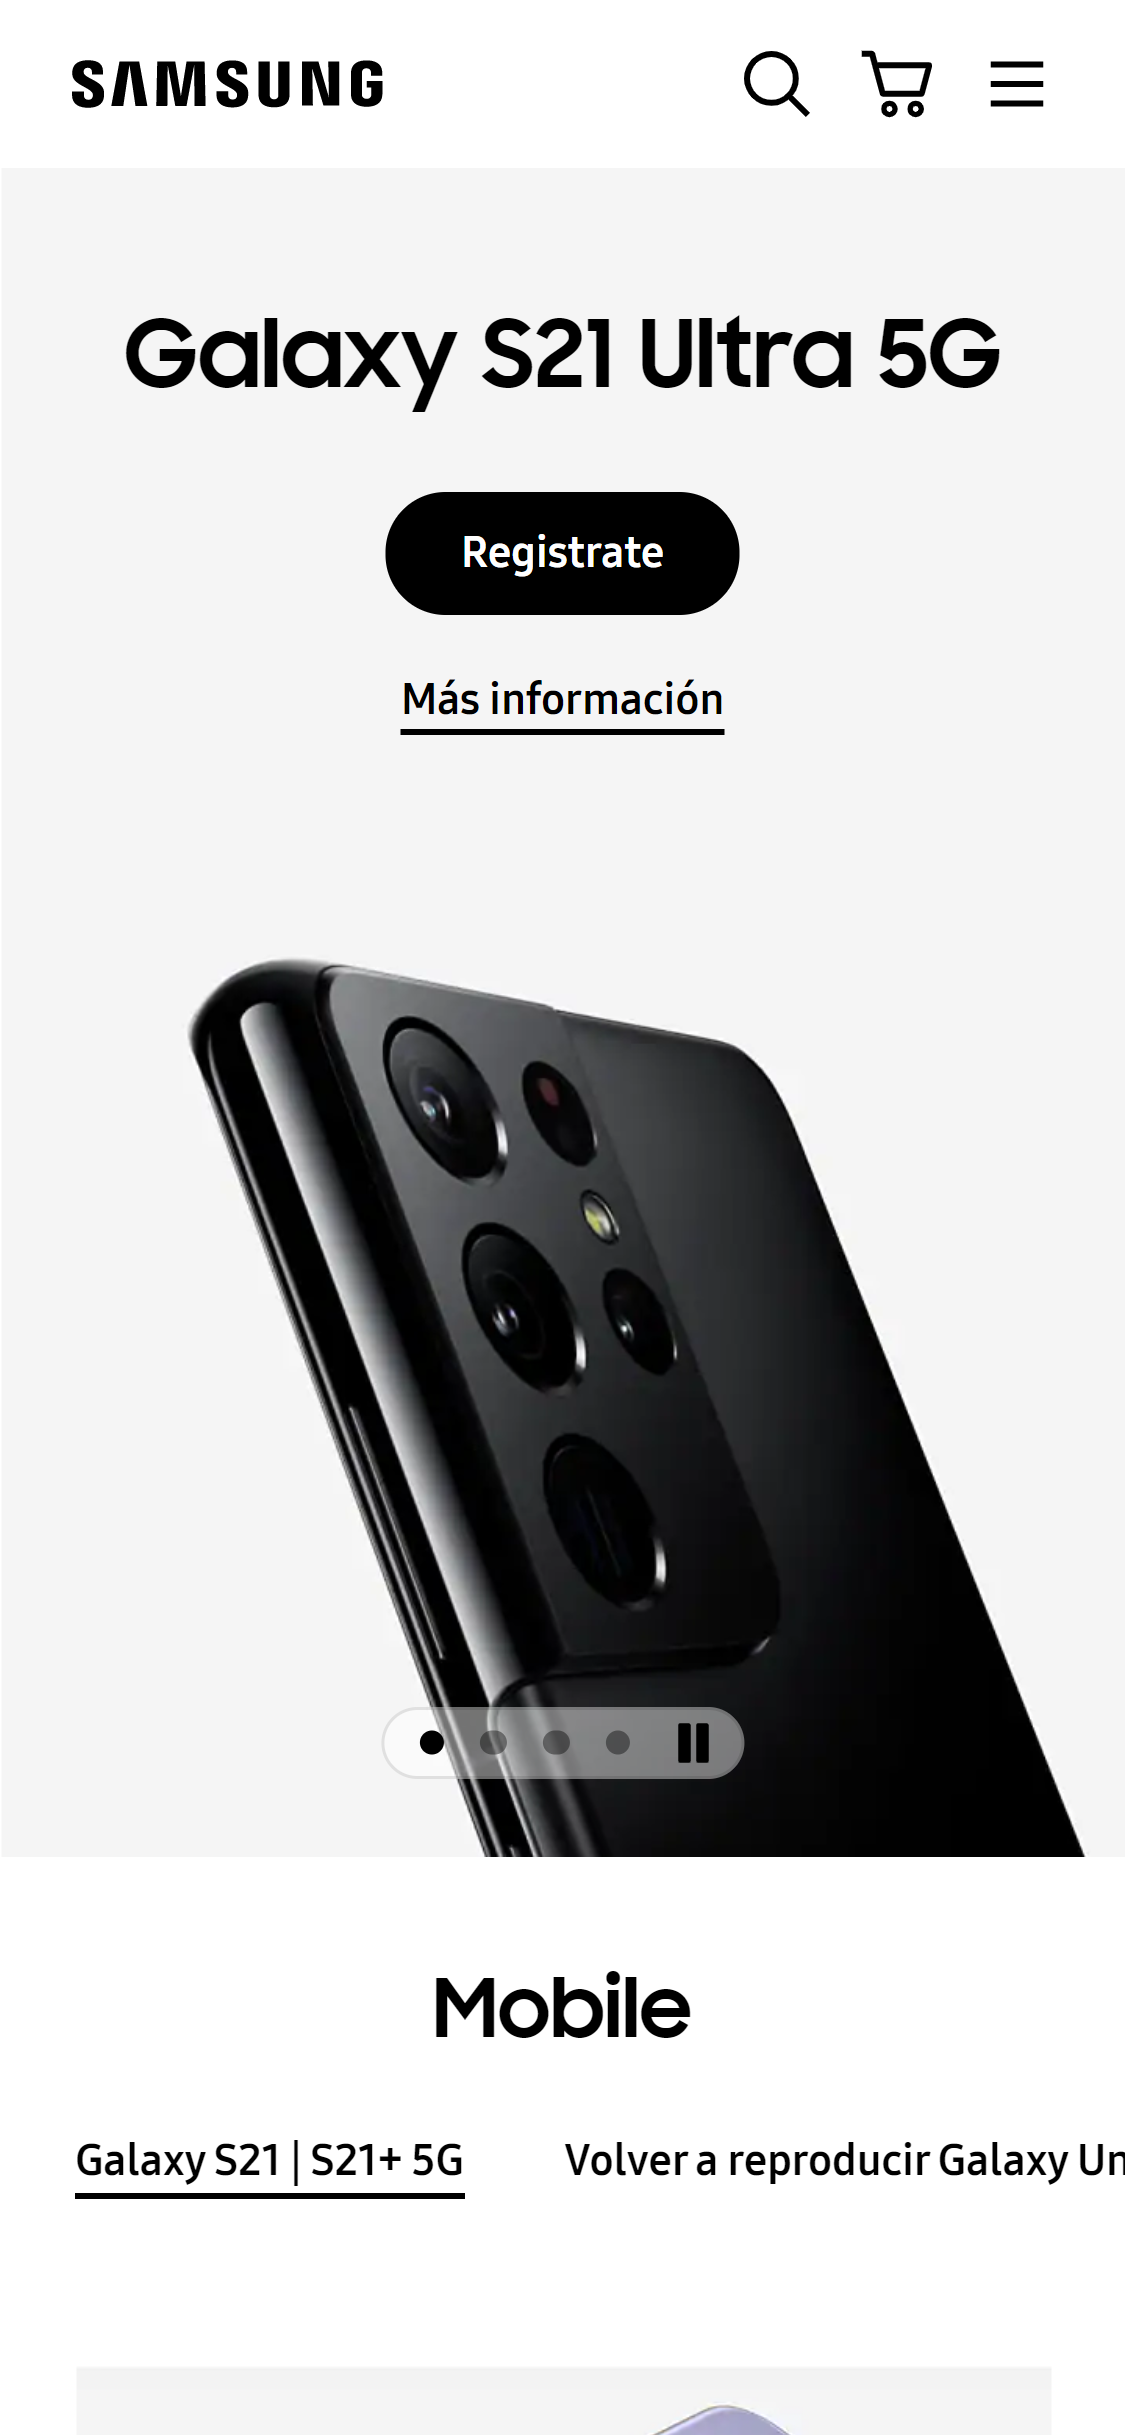 SAMSUNG
Galaxy S21 Ultra 5G
Registrate
Más información
Mobile
Galaxy S21 | S21+ 5G
Volver a reproducir Galaxy Un